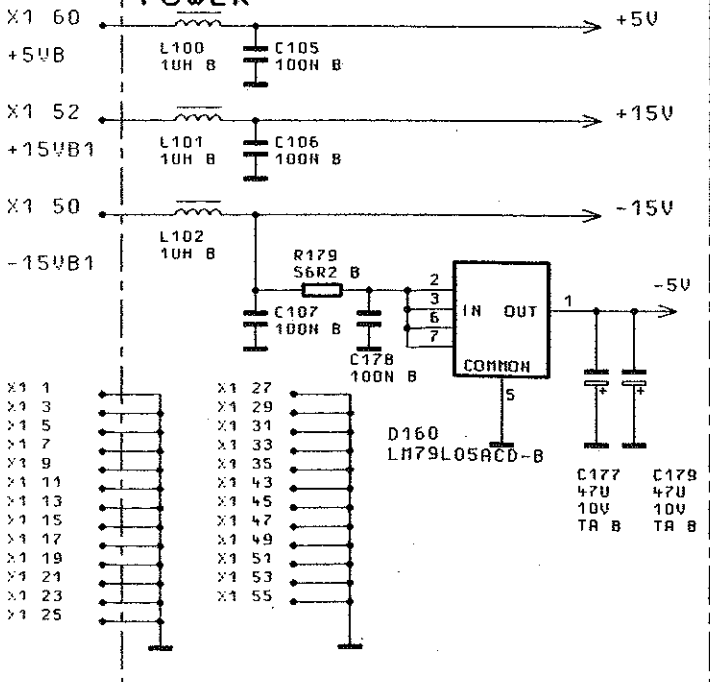 POWER
X1 60
+5VB
L100
1UH B
C105
100N B
+5V
X1 52
+15VB1
L101
1UH B
C106
100N B
+15V
X1 50
-15VB1
L102
1UH B
-15V
R179
56R2 B
C107
100N B
C178
100N B
2
3
6
7
IN OUT
COMMON
1
5
-5V
D160
LM79L05ACD-B
C177
47U
10V
TA B
C179
47U
10V
TA B
+
+
X1 1
X1 3
X1 5
X1 7
X1 9
X1 11
X1 13
X1 15
X1 17
X1 19
X1 21
X1 23
X1 25
X1 27
X1 29
X1 31
X1 33
X1 35
X1 43
X1 45
X1 47
X1 49
X1 51
X1 53
X1 55